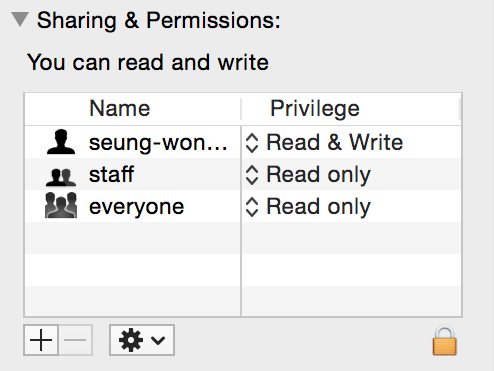 Sharing & Permissions:
You can read and write
Name Privilege
seung-won... Read & Write
staff Read only
everyone Read only